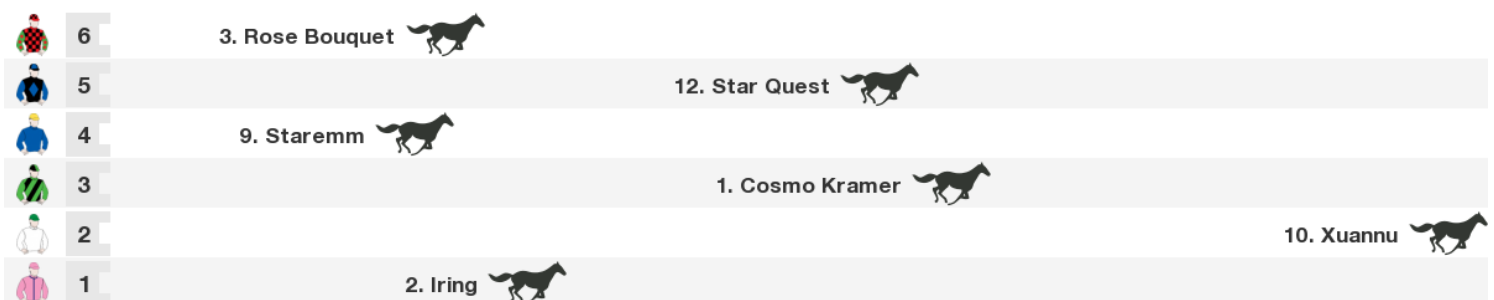 6 3. Rose Bouquet
5 12. Star Quest
4 9. Staremm
3 1. Cosmo Kramer
2 10. Xuannu
1 2. Iring